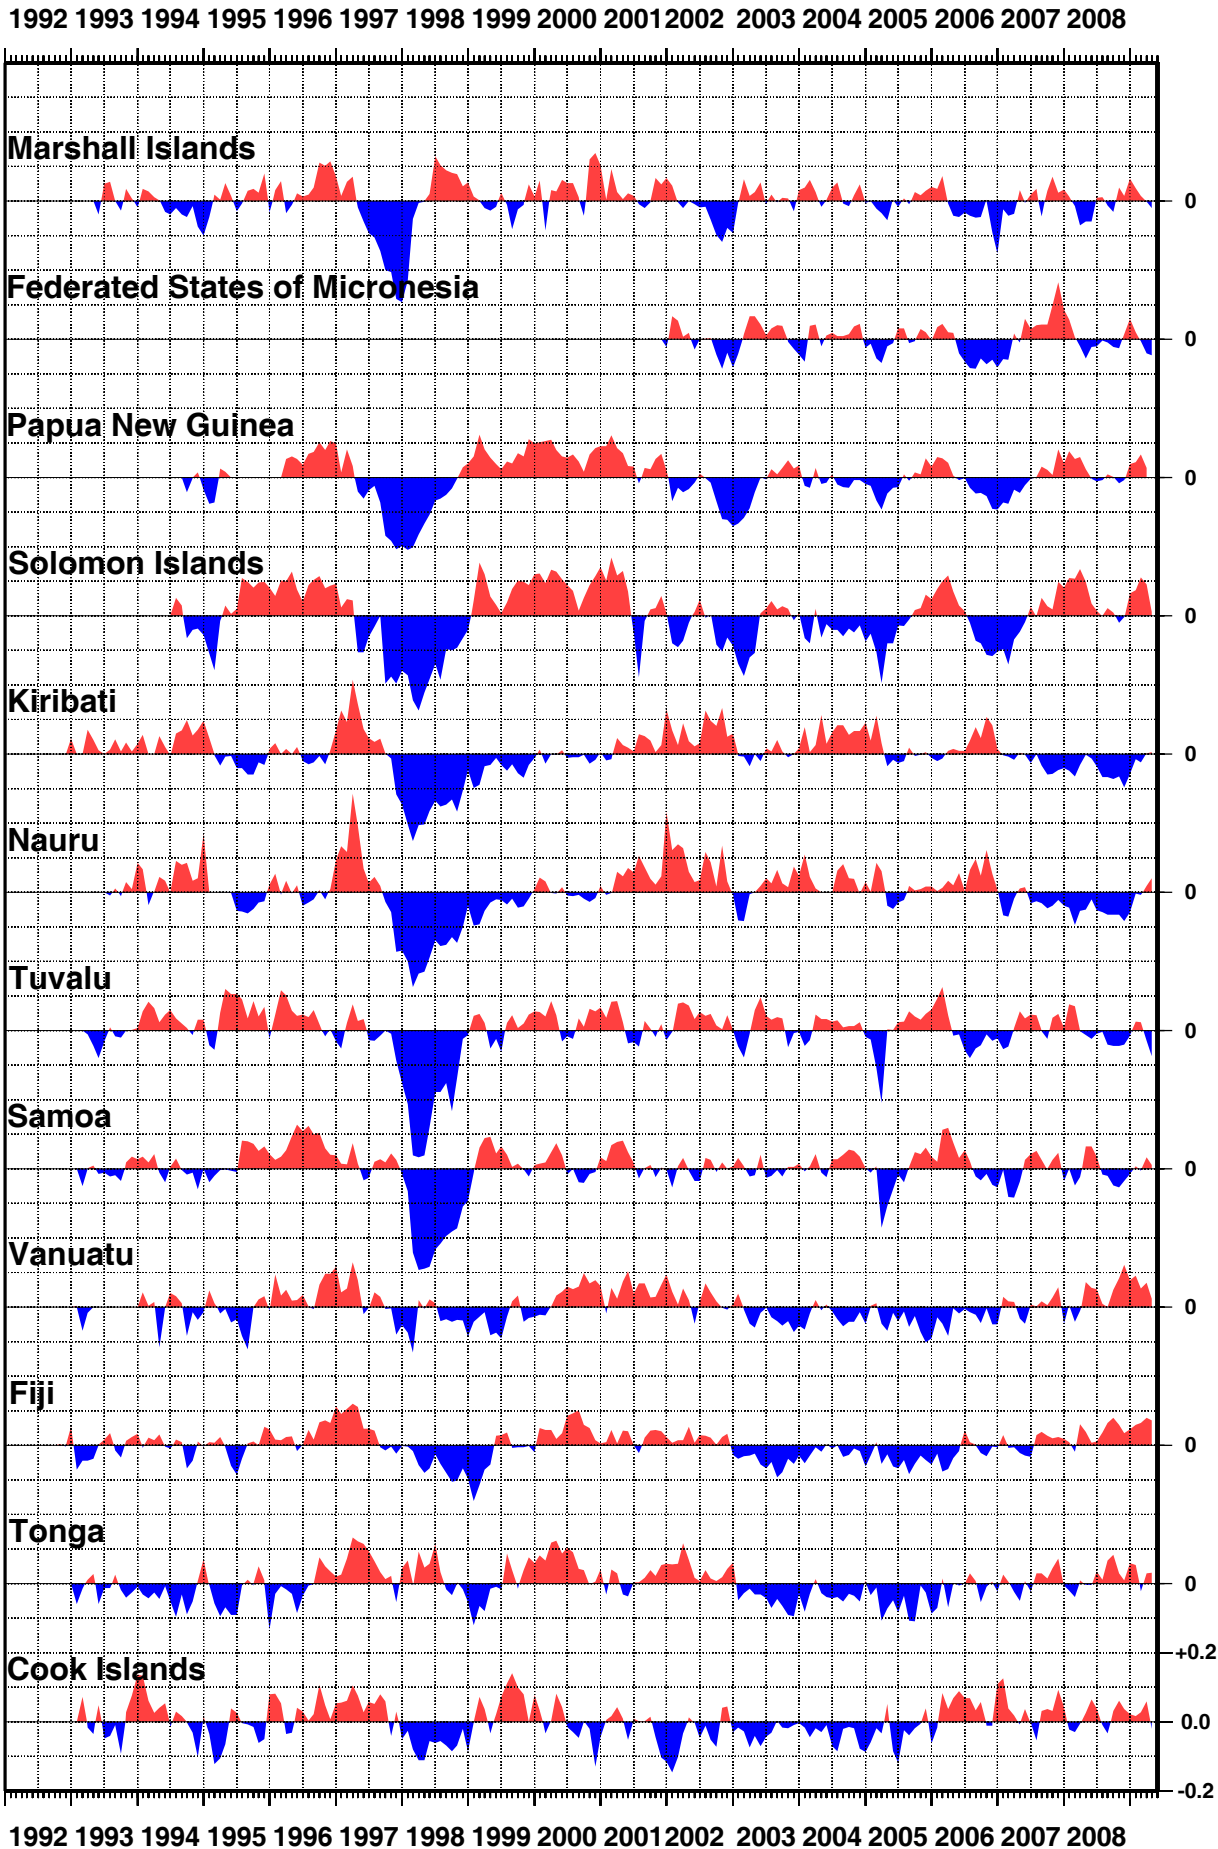 1992 1993 1994 1995 1996 1997 1998 1999 2000 2001 2002 2003 2004 2005 2006 2007 2008
Marshall Islands
0
Federated States of Micronesia
0
Papua New Guinea
0
Solomon Islands
0
Kiribati
0
Nauru
0
Tuvalu
0
Samoa
0
Vanuatu
0
Fiji
0
Tonga
0
+0.2
Cook Islands
0.0
-0.2
1992 1993 1994 1995 1996 1997 1998 1999 2000 2001 2002 2003 2004 2005 2006 2007 2008